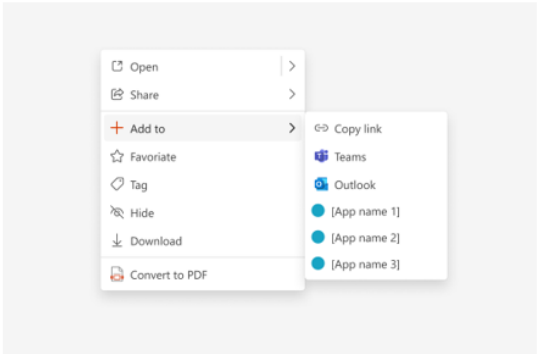 Open
Share
Add to
Favoriate
Tag
Hide
Download
Convert to PDF
Copy link
Teams
Outlook
[App name 1]
[App name 2]
[App name 3]